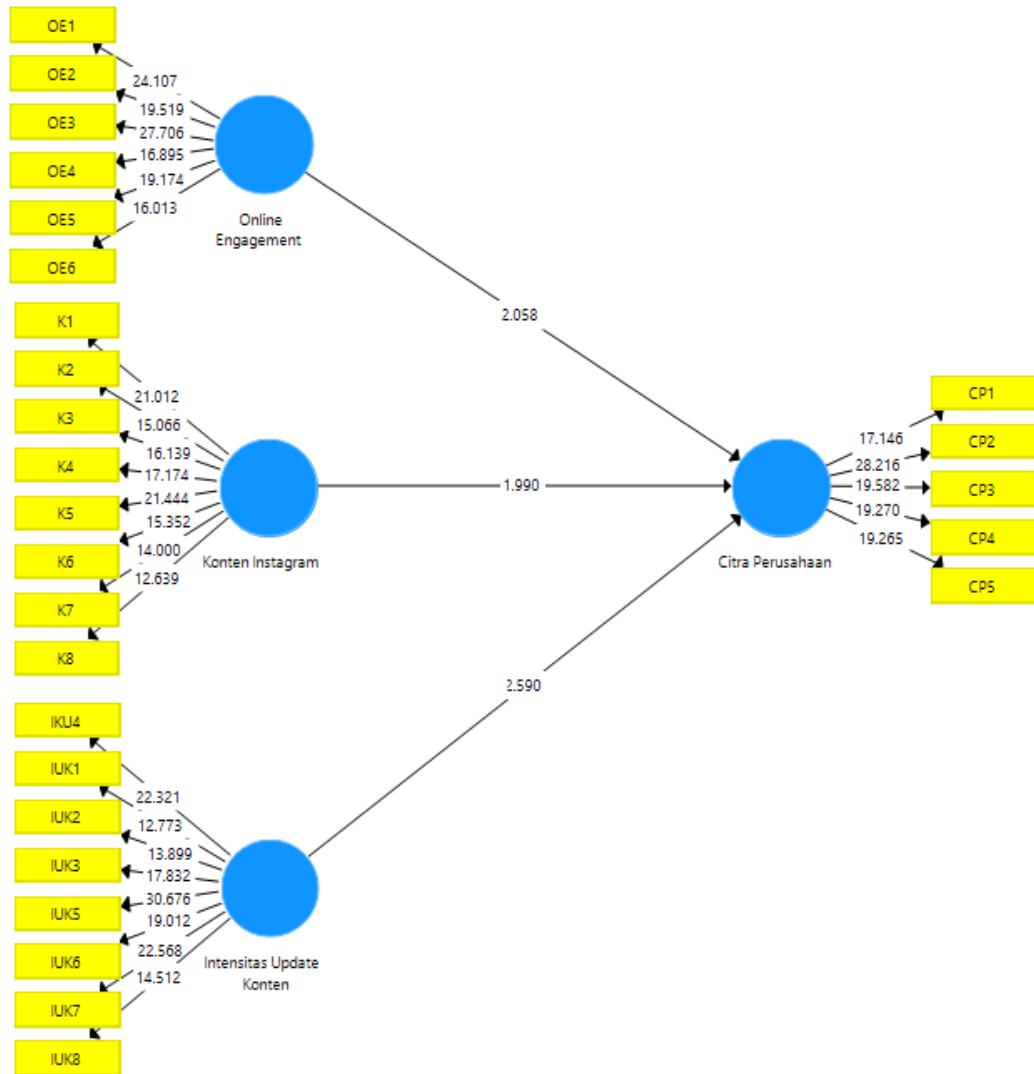 OE1
OE2
OE3
OE4
OE5
OE6
24.107
19.519
27.706
16.895
19.174
16.013
Online
Engagement
2.058
K1
K2
K3
K4
K5
K6
K7
K8
21.012
15.066
16.139
17.174
21.444
15.352
14.000
12.639
Konten Instagram
1.990
IKU4
IUK1
IUK2
IUK3
IUK5
IUK6
IUK7
IUK8
22.321
12.773
13.899
17.832
30.676
19.012
22.568
14.512
Intensitas Update
Konten
2.590
Citra Perusahaan
17.146
28.216
19.582
19.270
19.265
CP1
CP2
CP3
CP4
CP5